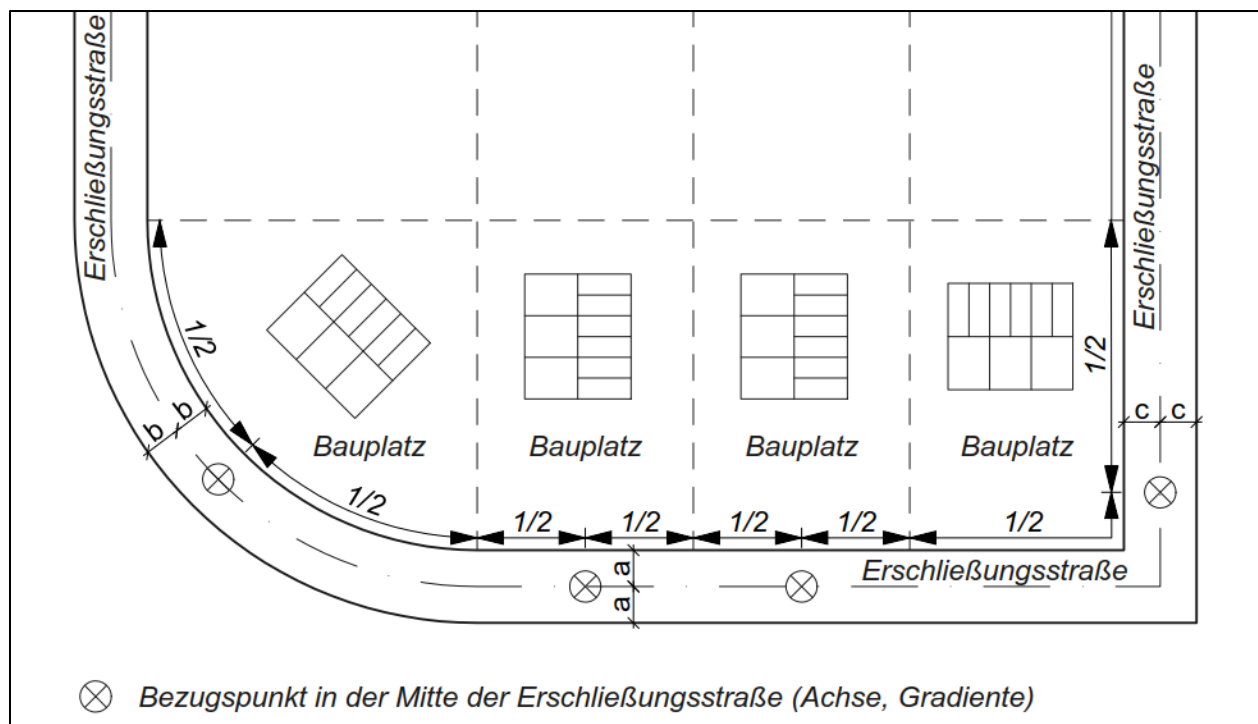 Erschließungsstraße
Erschließungsstraße
1/2
1/2
b
b
c
c
Bauplatz
Bauplatz
Bauplatz
Bauplatz
1/2
1/2
1/2
1/2
1/2
1/2
a
a
Erschließungsstraße
Bezugspunkt in der Mitte der Erschließungsstraße (Achse, Gradiente)